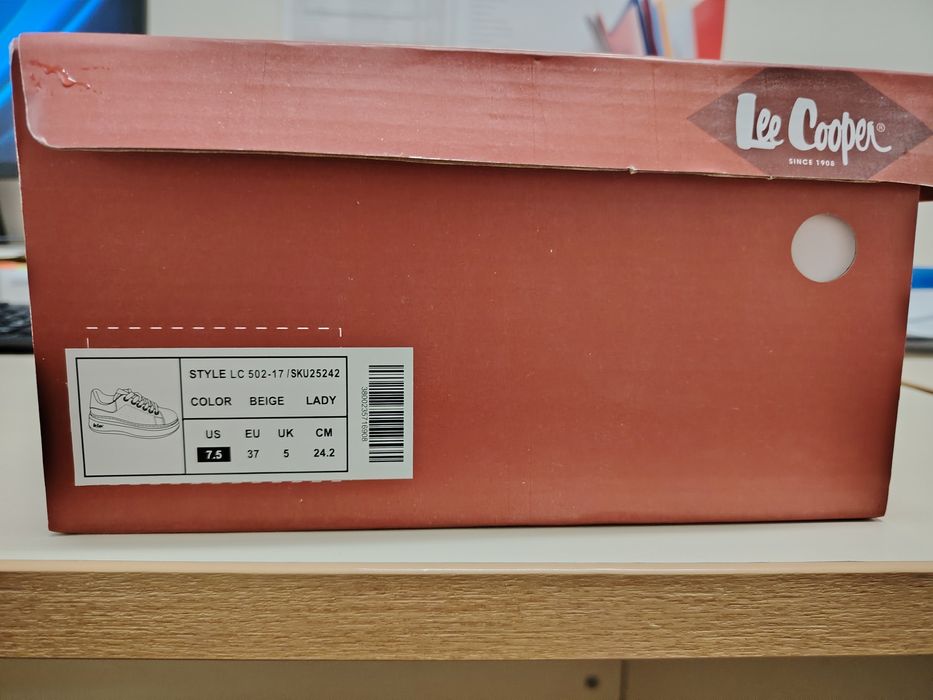 Lee Cooper®
SINCE 1908
STYLE LC 502-17 /SKU25242
COLOR BEIGE LADY
US EU UK CM
7.5 37 5 24.2
3800235716908